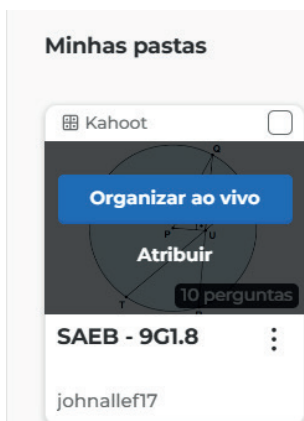 Minhas pastas
Kahoot
Q
Organizar ao vivo
P
U
Atribuir
T
10 perguntas
SAEB - 9G1.8
johnallef17